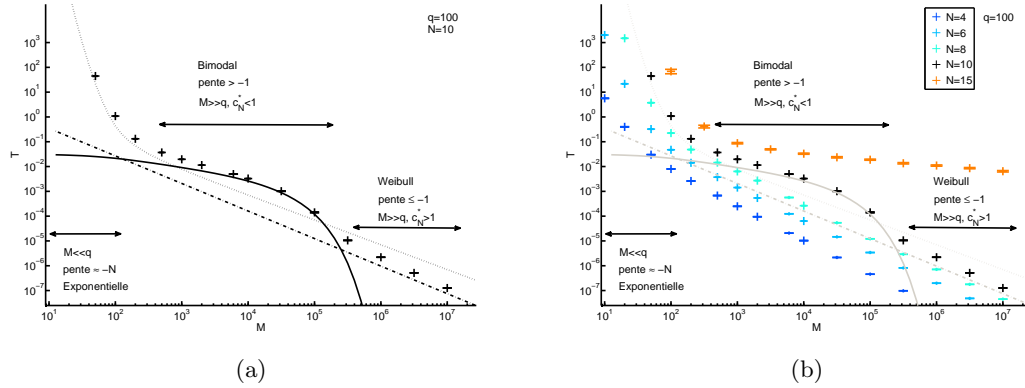 q=100
N=10
Bimodal
pente > −1
M>>q, c*N<1
Weibull
pente ≤ −1
M>>q, c*N>1
M<<q
pente ≈ −N
Exponentielle
10^3
10^2
10^1
10^0
10^-1
10^-2
10^-3
10^-4
10^-5
10^-6
10^-7
T
10^1 10^2 10^3 10^4 10^5 10^6 10^7
M
(a)
N=4
N=6
N=8
N=10
N=15
q=100
Bimodal
pente > −1
M>>q, c*N<1
Weibull
pente ≤ −1
M>>q, c*N>1
M<<q
pente ≈ −N
Exponentielle
10^3
10^2
10^1
10^0
10^-1
10^-2
10^-3
10^-4
10^-5
10^-6
10^-7
T
10^1 10^2 10^3 10^4 10^5 10^6 10^7
M
(b)